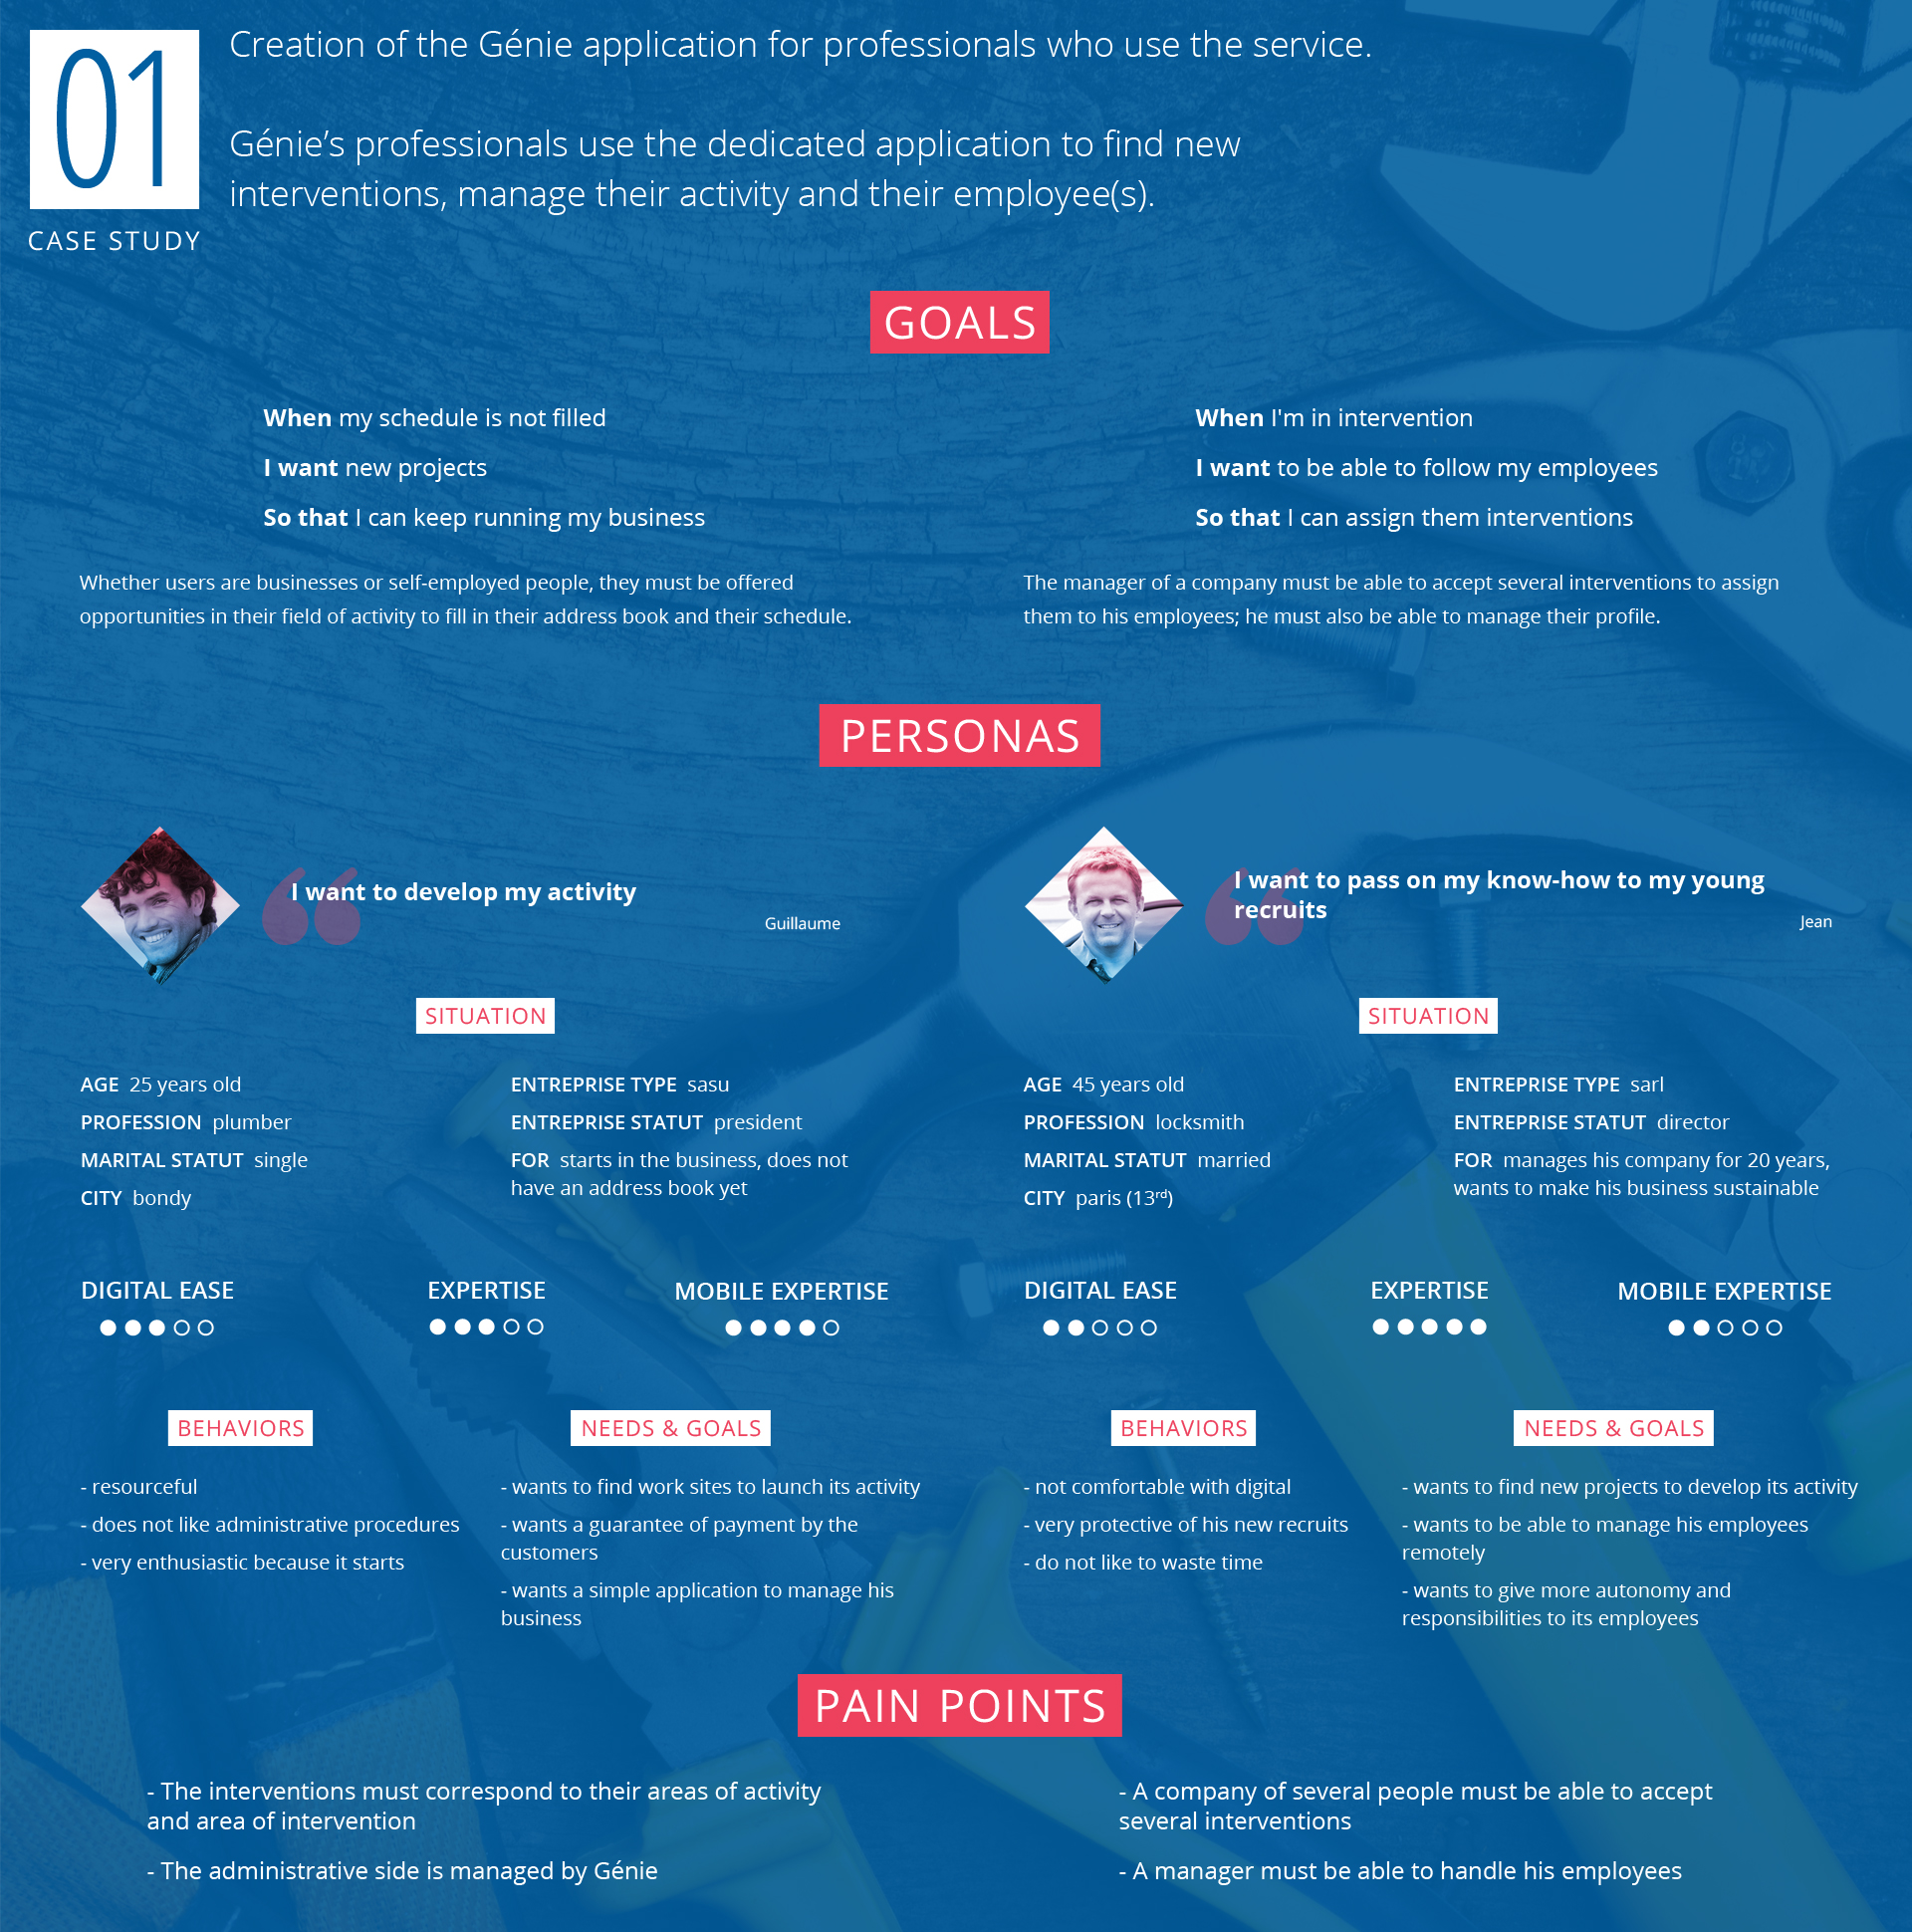 01
CASE STUDY
Creation of the Génie application for professionals who use the service.
Génie’s professionals use the dedicated application to find new
interventions, manage their activity and their employee(s).
GOALS
When my schedule is not filled
I want new projects
So that I can keep running my business
Whether users are businesses or self-employed people, they must be offered
opportunities in their field of activity to fill in their address book and their schedule.
When I'm in intervention
I want to be able to follow my employees
So that I can assign them interventions
The manager of a company must be able to accept several interventions to assign
them to his employees; he must also be able to manage their profile.
PERSONAS
“
I want to develop my activity
Guillaume
SITUATION
AGE 25 years old
PROFESSION plumber
MARITAL STATUT single
CITY bondy
ENTREPRISE TYPE sasu
ENTREPRISE STATUT president
FOR starts in the business, does not
have an address book yet
DIGITAL EASE
EXPERTISE
MOBILE EXPERTISE
BEHAVIORS
- resourceful
- does not like administrative procedures
- very enthusiastic because it starts
NEEDS & GOALS
- wants to find work sites to launch its activity
- wants a guarantee of payment by the
customers
- wants a simple application to manage his
business
“
I want to pass on my know-how to my young
recruits
Jean
SITUATION
AGE 45 years old
PROFESSION locksmith
MARITAL STATUT married
CITY paris (13rd)
ENTREPRISE TYPE sarl
ENTREPRISE STATUT director
FOR manages his company for 20 years,
wants to make his business sustainable
DIGITAL EASE
EXPERTISE
MOBILE EXPERTISE
BEHAVIORS
- not comfortable with digital
- very protective of his new recruits
- do not like to waste time
NEEDS & GOALS
- wants to find new projects to develop its activity
- wants to be able to manage his employees
remotely
- wants to give more autonomy and
responsibilities to its employees
PAIN POINTS
- The interventions must correspond to their areas of activity
and area of intervention
- The administrative side is managed by Génie
- A company of several people must be able to accept
several interventions
- A manager must be able to handle his employees